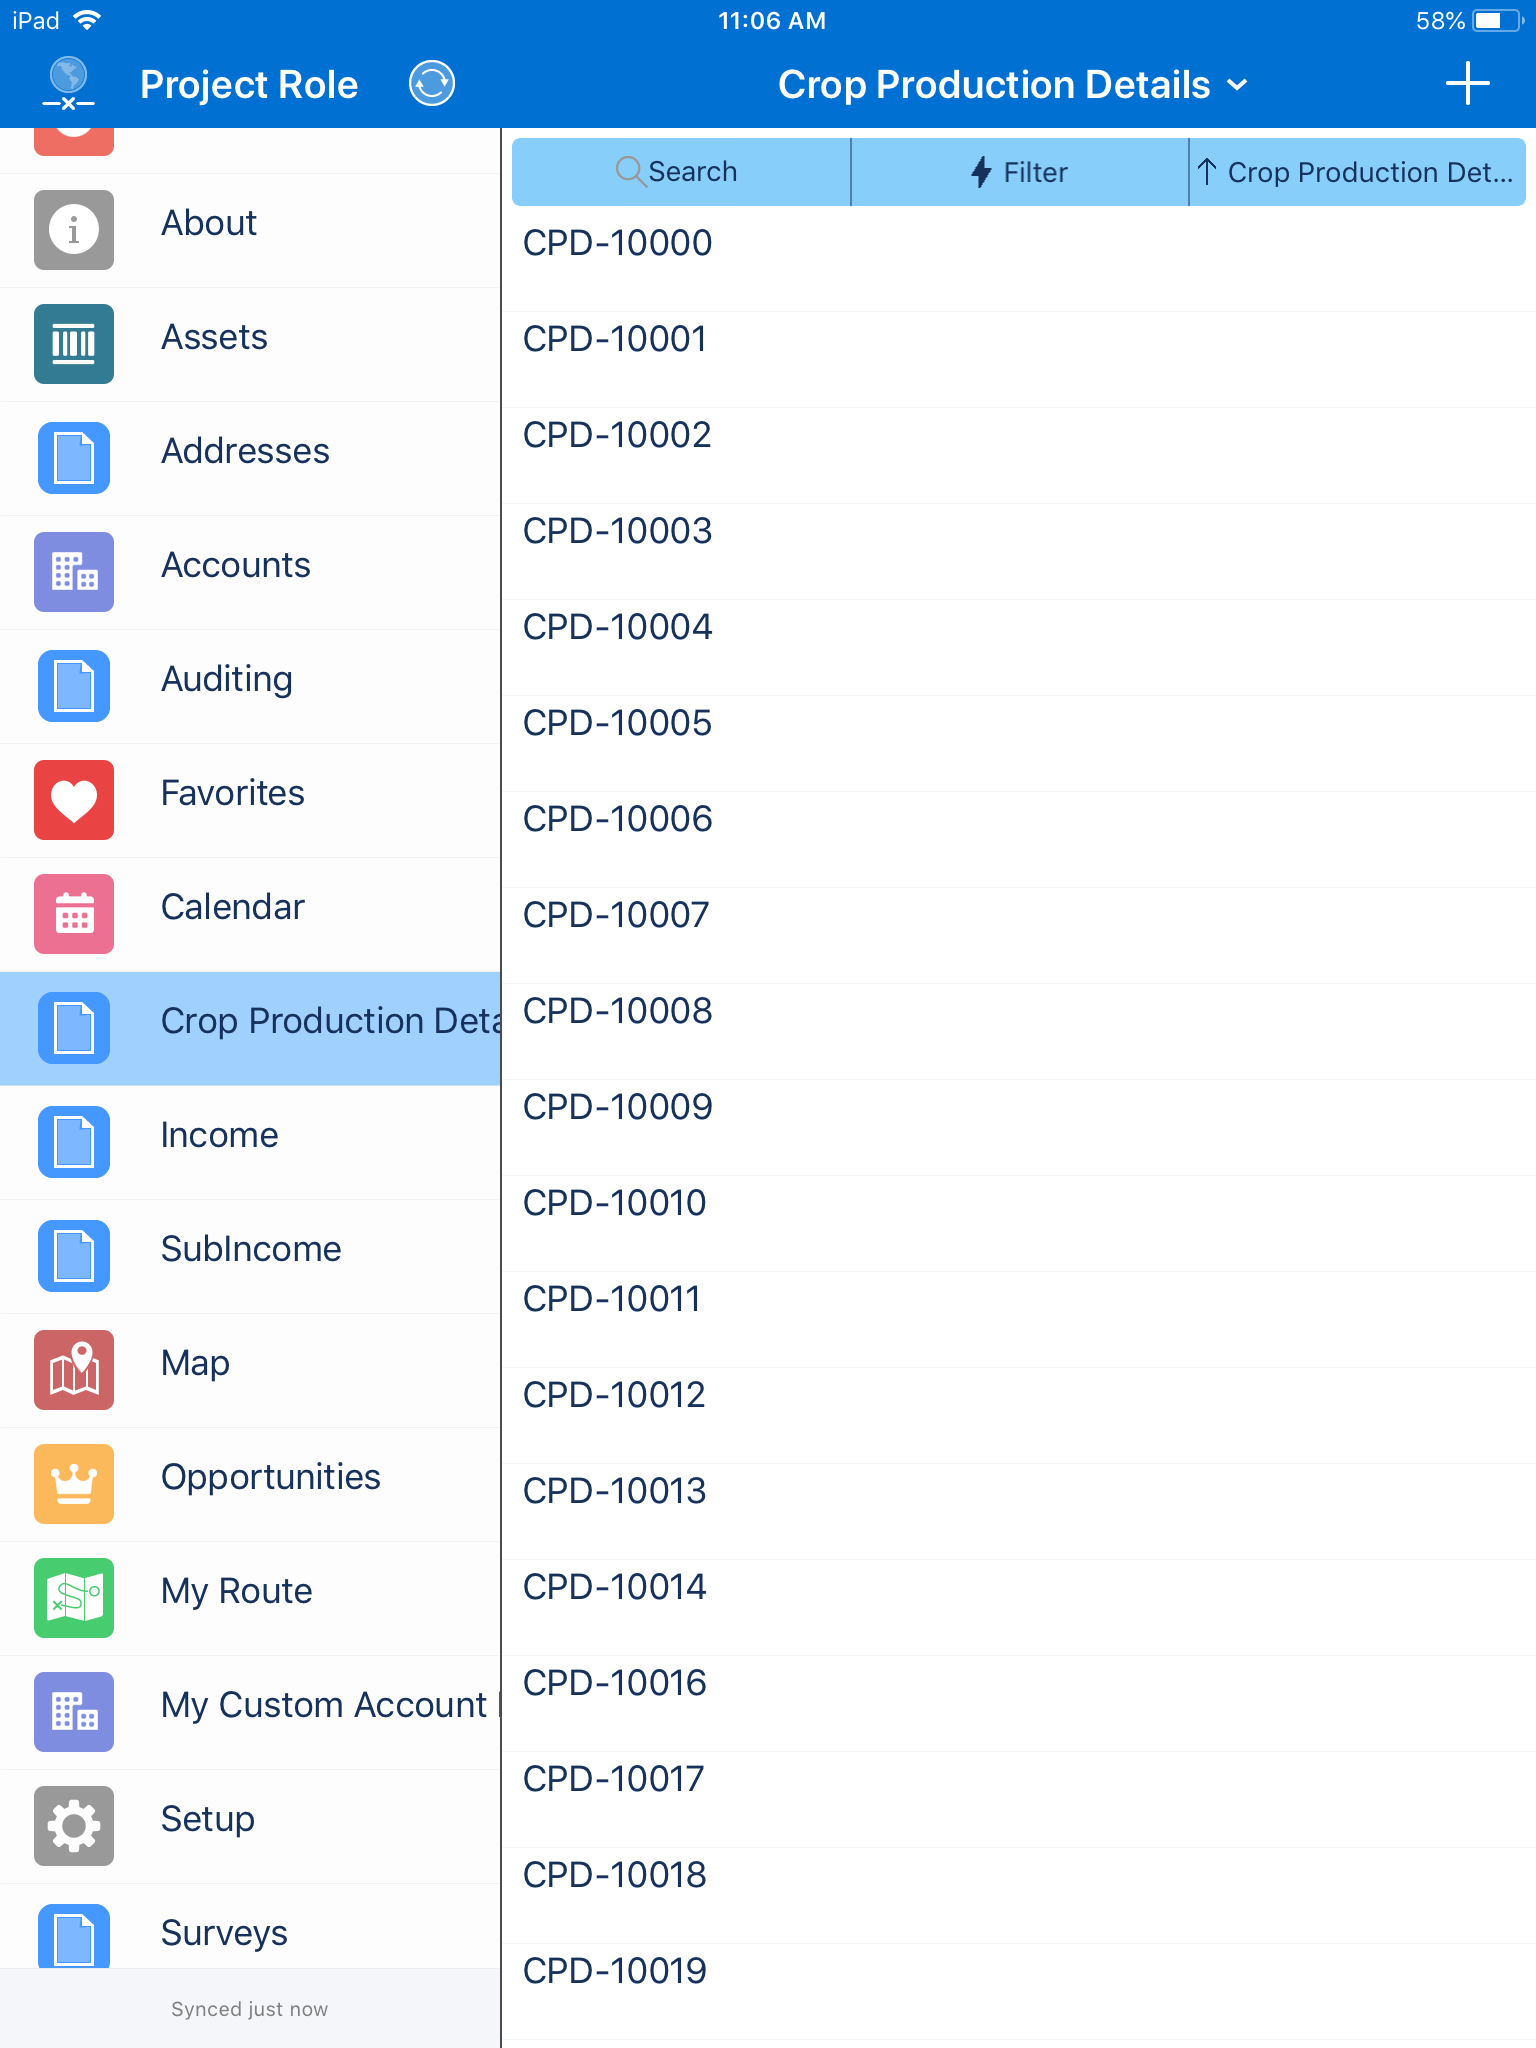 iPad 11:06 AM 58%
Project Role Crop Production Details
Search Filter Crop Production Det...
About
Assets
Addresses
Accounts
Auditing
Favorites
Calendar
Crop Production Deta
Income
SubIncome
Map
Opportunities
My Route
My Custom Account
Setup
Surveys
Synced just now
CPD-10000
CPD-10001
CPD-10002
CPD-10003
CPD-10004
CPD-10005
CPD-10006
CPD-10007
CPD-10008
CPD-10009
CPD-10010
CPD-10011
CPD-10012
CPD-10013
CPD-10014
CPD-10016
CPD-10017
CPD-10018
CPD-10019